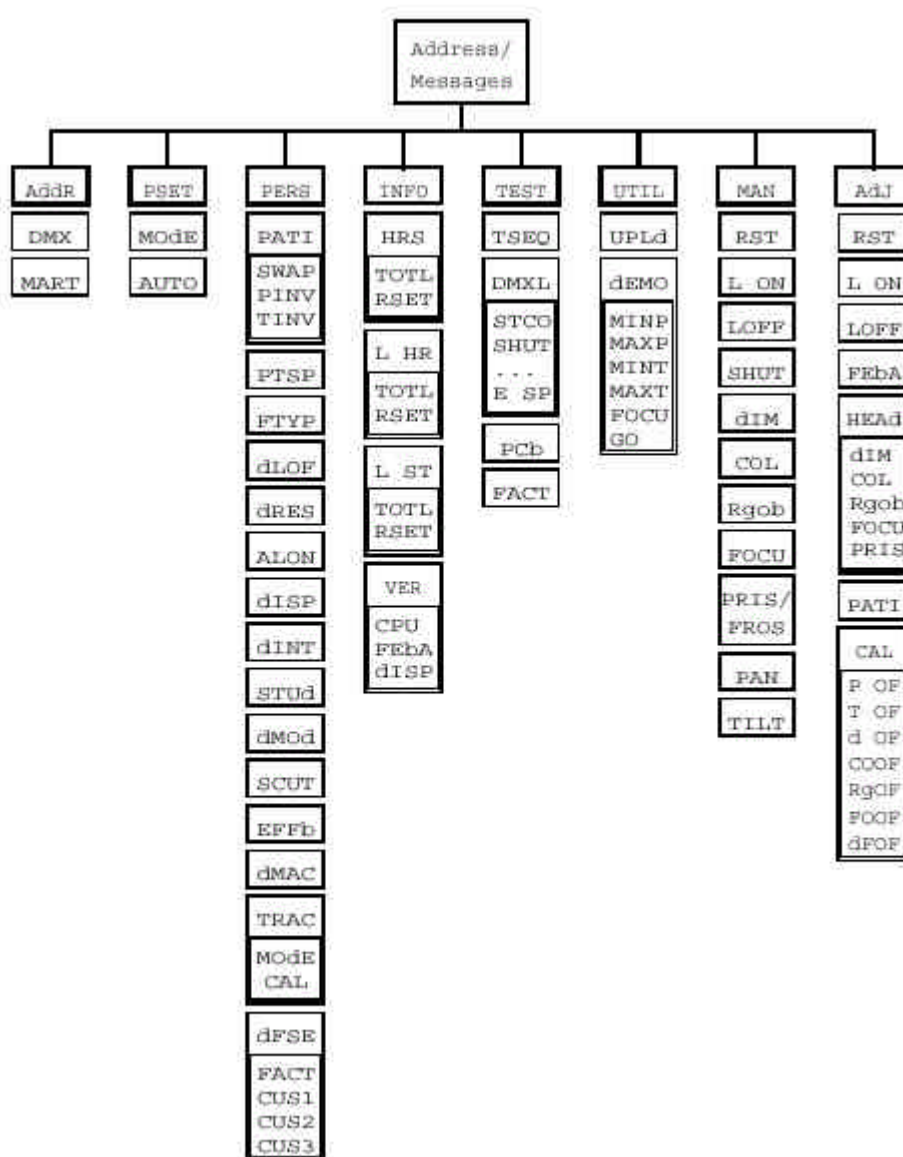 Address/
Messages
AddR
DMX
MART
PSET
MOdE
AUTO
PERS
PATI
SWAP
PINV
TINV
PTSP
FTYP
dLOF
dRES
ALON
dISP
dINT
STUd
dMOd
SCUT
EFFb
dMAC
TRAC
MOdE
CAL
dFSE
FACT
CUS1
CUS2
CUS3
INFO
HRS
TOTL
RSET
L HR
TOTL
RSET
L ST
TOTL
RSET
VER
CPU
FEbA
dISP
TEST
TSEQ
DMXL
STCO
SHUT
...
E SP
PCb
FACT
UTIL
UPLd
dEMO
MINP
MAXP
MINT
MAXT
FOCU
GO
MAN
RST
L ON
LOFF
SHUT
dIM
COL
Rgob
FOCU
PRIS/
FROS
PAN
TILT
AdJ
RST
L ON
LOFF
FEbA
HEAd
dIM
COL
Rgob
FOCU
PRIS
PATI
CAL
P OF
T OF
d OF
COOF
RgOF
FOOF
dFOF